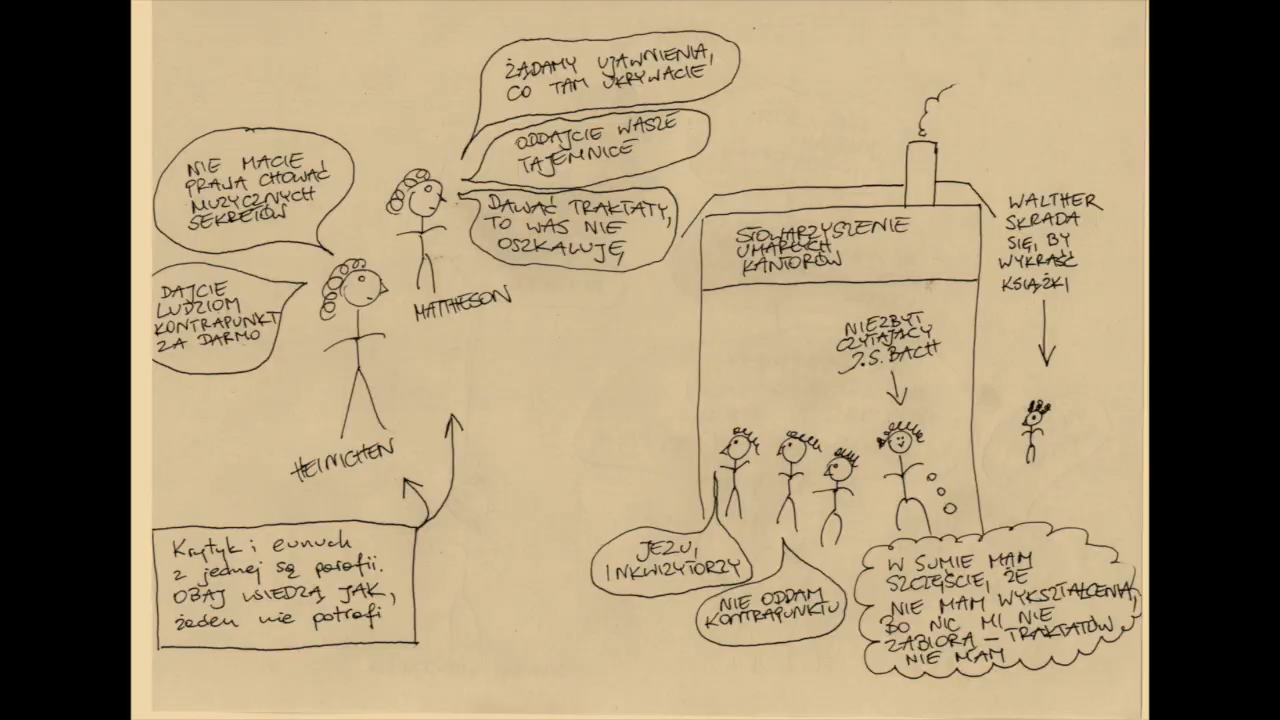 ŻĄDAMY UJAWNIENIA,
CO TAM UKRYWACIE
ODDAJCIE WASZE
TAJEMNICE
DAWAĆ TRAKTATY,
TO WAS NIE
OSZKALUJĘ
MATTHESON
NIE MACIE
PRAWA CHOWAĆ
MUZYCZNYCH
SEKRETÓW
DAJCIE
LUDZIOM
KONTRAPUNKT
ZA DARMO
HEINICHEN
Krytyk i eunuch
z jednej są parafii.
OBAJ WIEDZĄ JAK,
żaden nie potrafi
STOWARZYSZENIE
UMARŁYCH
KANTORÓW
NIEZBYT
CZYTAJĄCY
J.S. BACH
WALTHER
SKRADA
SIĘ, BY
WYKRAŚĆ
KSIĄŻKI
JEZU,
INKWIZYTORZY
NIE ODDAM
KONTRAPUNKTU
W SUMIE MAM
SZCZĘŚCIE, ŻE
NIE MAM WYKSZTAŁCENIA,
BO NIC MI NIE
ZABIORĄ – TRAKTATÓW
NIE MAM